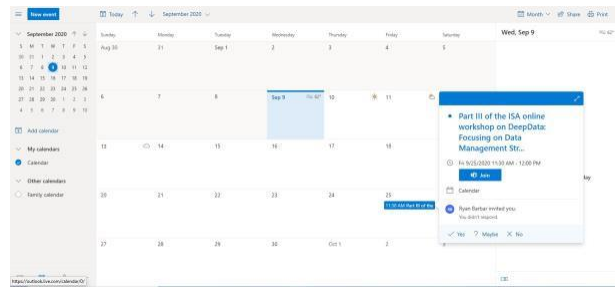 New event
Today
September 2020
Month
Share
Print
September 2020
S M T W T F S
30 31 1 2 3 4 5
6 7 8 9 10 11 12
13 14 15 16 17 18 19
20 21 22 23 24 25 26
27 28 29 30 1 2 3
4 5 6 7 8 9 10
Add calendar
My calendars
Calendar
Other calendars
Family calendar
Sunday Monday Tuesday Wednesday Thursday Friday Saturday
Aug 30 31 Sep 1 2 3 4 5
6 7 8 Sep 9 10 11
13 14 15 16 17 18
20 21 22 23 24 25
11:30 AM Part III of the
27 28 29 30 Oct 1 2
Wed, Sep 9
Part III of the ISA online
workshop on DeepData:
Focusing on Data
Management Str...
Fri 9/25/2020 11:30 AM - 12:00 PM
Join
Calendar
Ryan Barbar invited you
You didn't respond
Yes ? Maybe No
https://outlook.live.com/calendar/0/